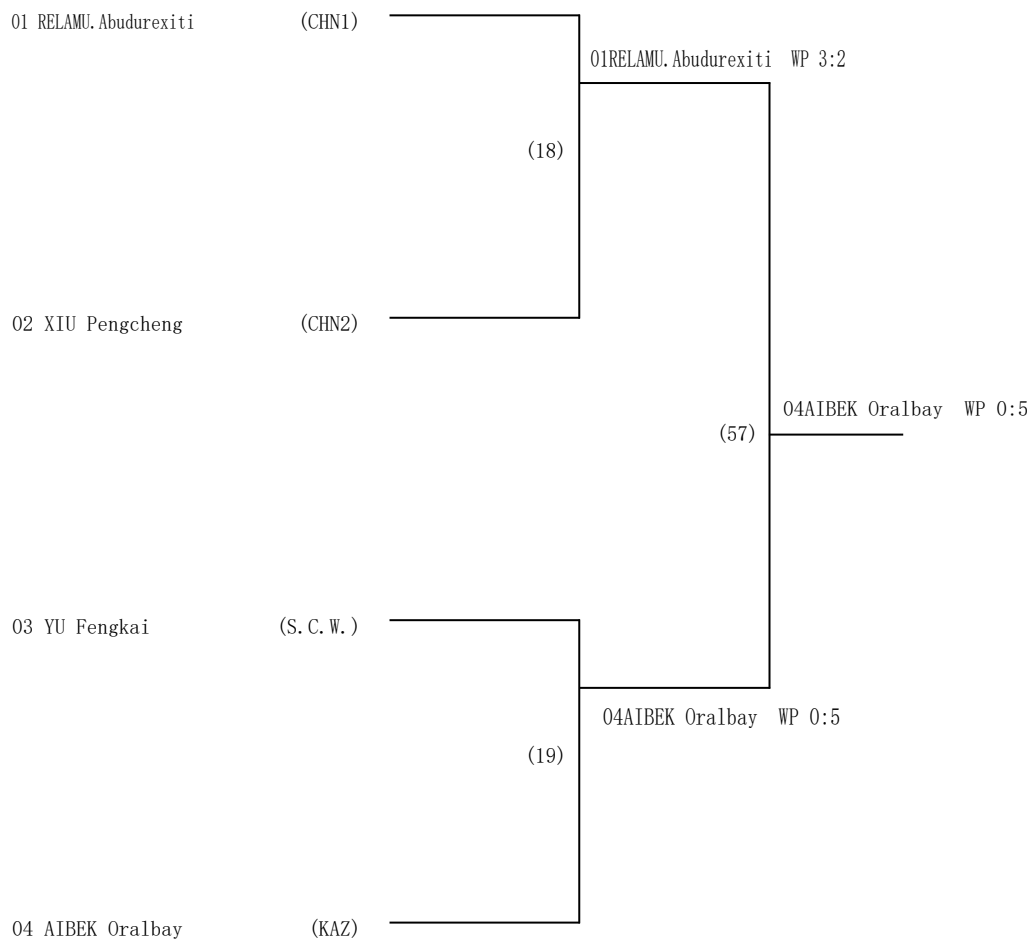 01 RELAMU.Abudurexiti (CHN1)
01RELAMU.Abudurexiti WP 3:2
(18)
02 XIU Pengcheng (CHN2)
04AIBEK Oralbay WP 0:5
(57)
03 YU Fengkai (S.C.W.)
04AIBEK Oralbay WP 0:5
(19)
04 AIBEK Oralbay (KAZ)